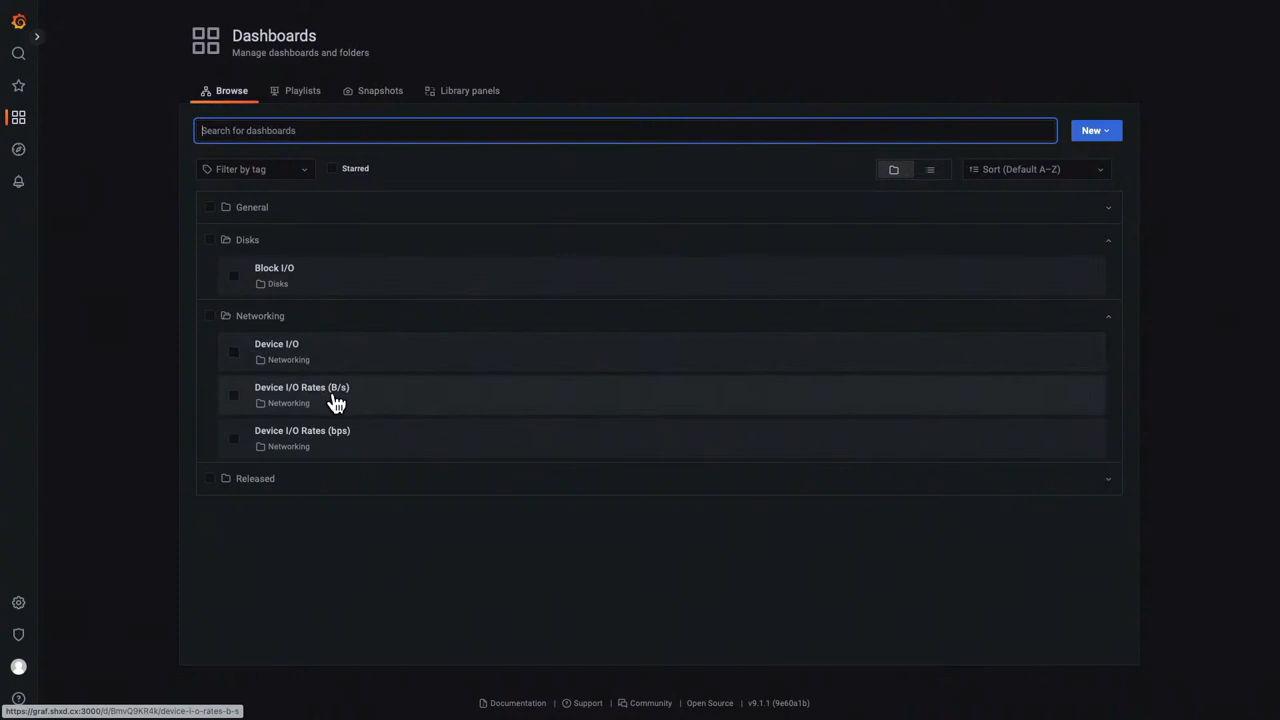 Dashboards
Manage dashboards and folders
Browse
Playlists
Snapshots
Library panels
Search for dashboards
New
Filter by tag
Starred
Sort (Default A–Z)
General
Disks
Block I/O
Disks
Networking
Device I/O
Networking
Device I/O Rates (B/s)
Networking
Device I/O Rates (bps)
Networking
Released
Documentation
Support
Community
Open Source
v9.1.1 (9e60a1b)
https://graf.shxd.cx:3000/d/BmvQ9KR4k/device-i-o-rates-b-s